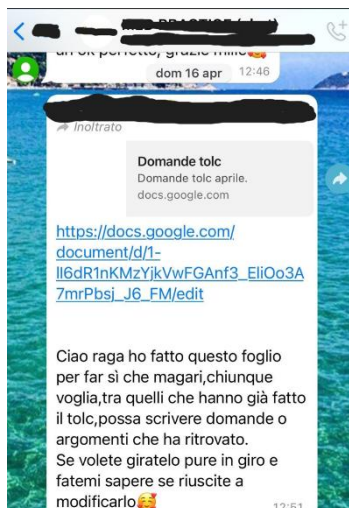 un ok perfetto, grazie mille🥰
dom 16 apr 12:46
Inoltrato
Domande tolc
Domande tolc aprile.
docs.google.com
https://docs.google.com/
document/d/1-
Il6dR1nKMzYjkVwFGAnf3_EliOo3A
7mrPbsj_J6_FM/edit
Ciao raga ho fatto questo foglio
per far sì che magari,chiunque
voglia,tra quelli che hanno già fatto
il tolc,possa scrivere domande o
argomenti che ha ritrovato.
Se volete giratelo pure in giro e
fatemi sapere se riuscite a
modificarlo🥰
12:51